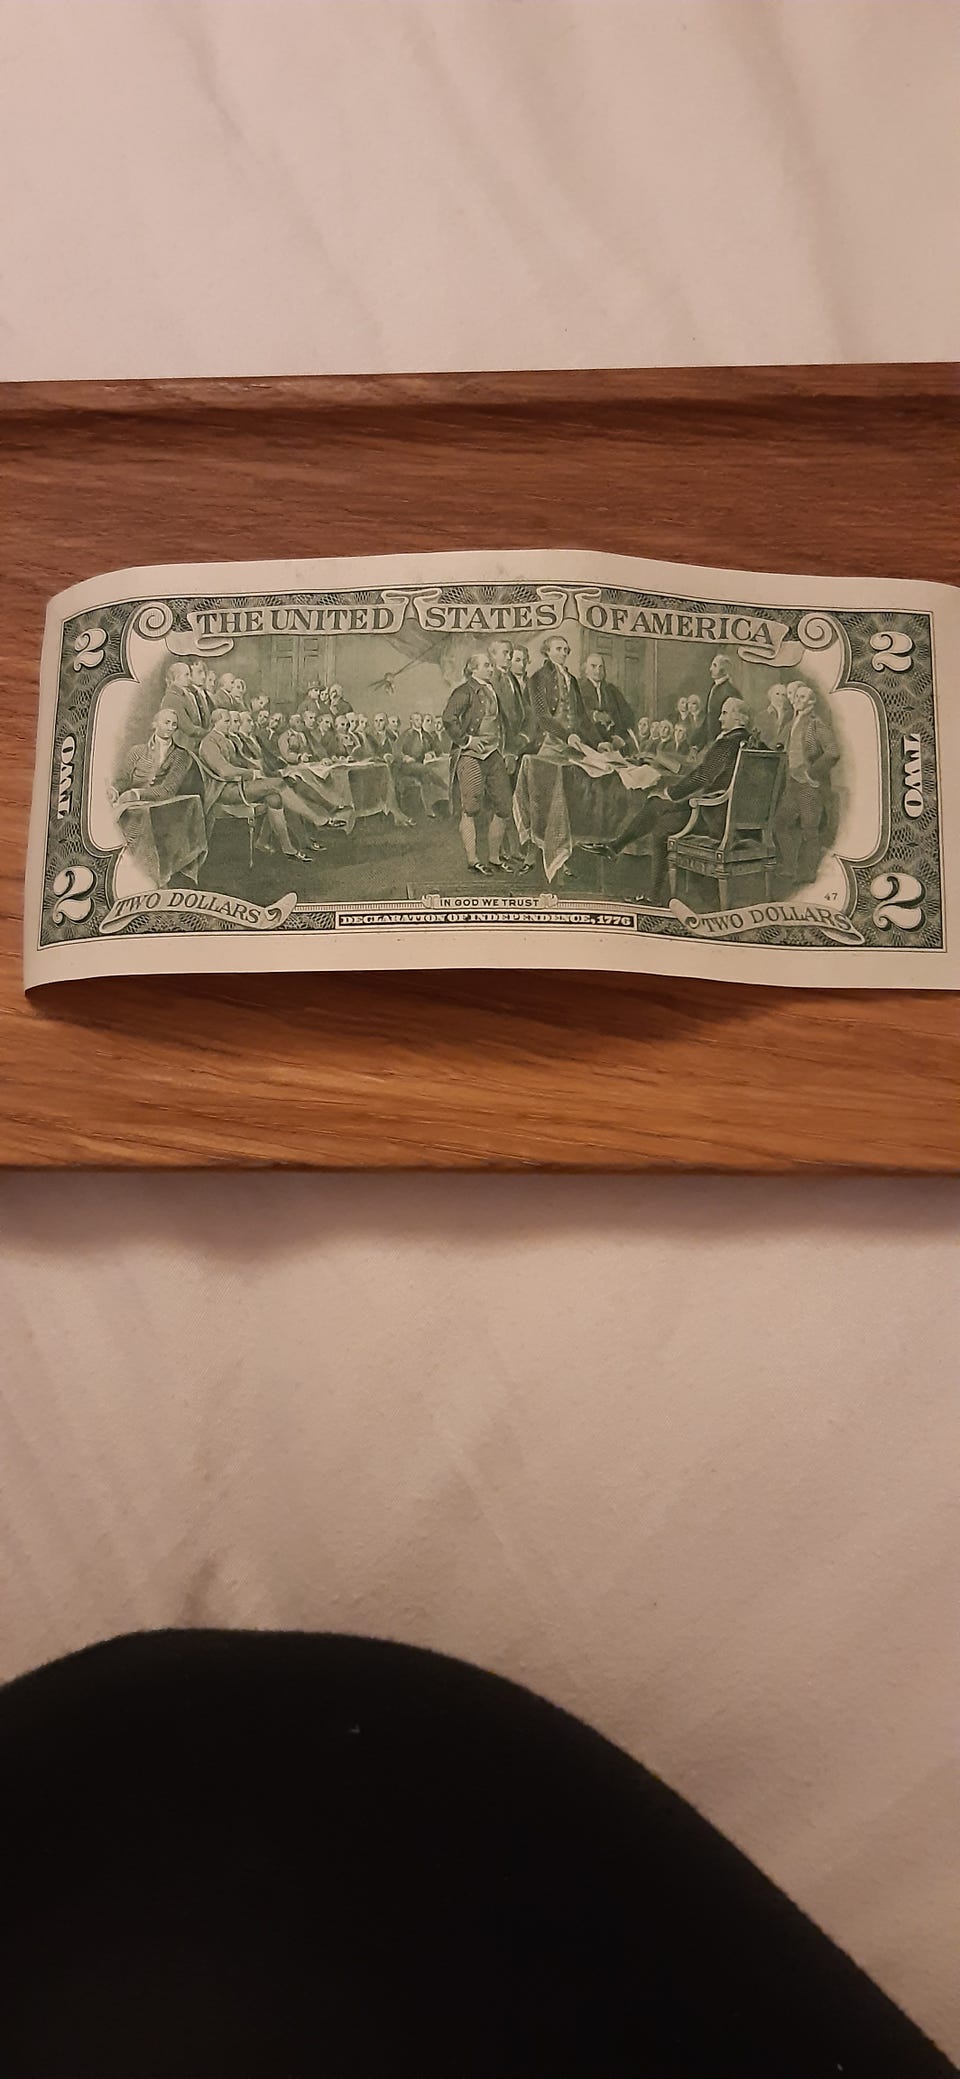 THE UNITED STATES OF AMERICA
2 2
TWO TWO
2 2
47
TWO DOLLARS IN GOD WE TRUST TWO DOLLARS
DECLARATION OF INDEPENDENCE, 1776